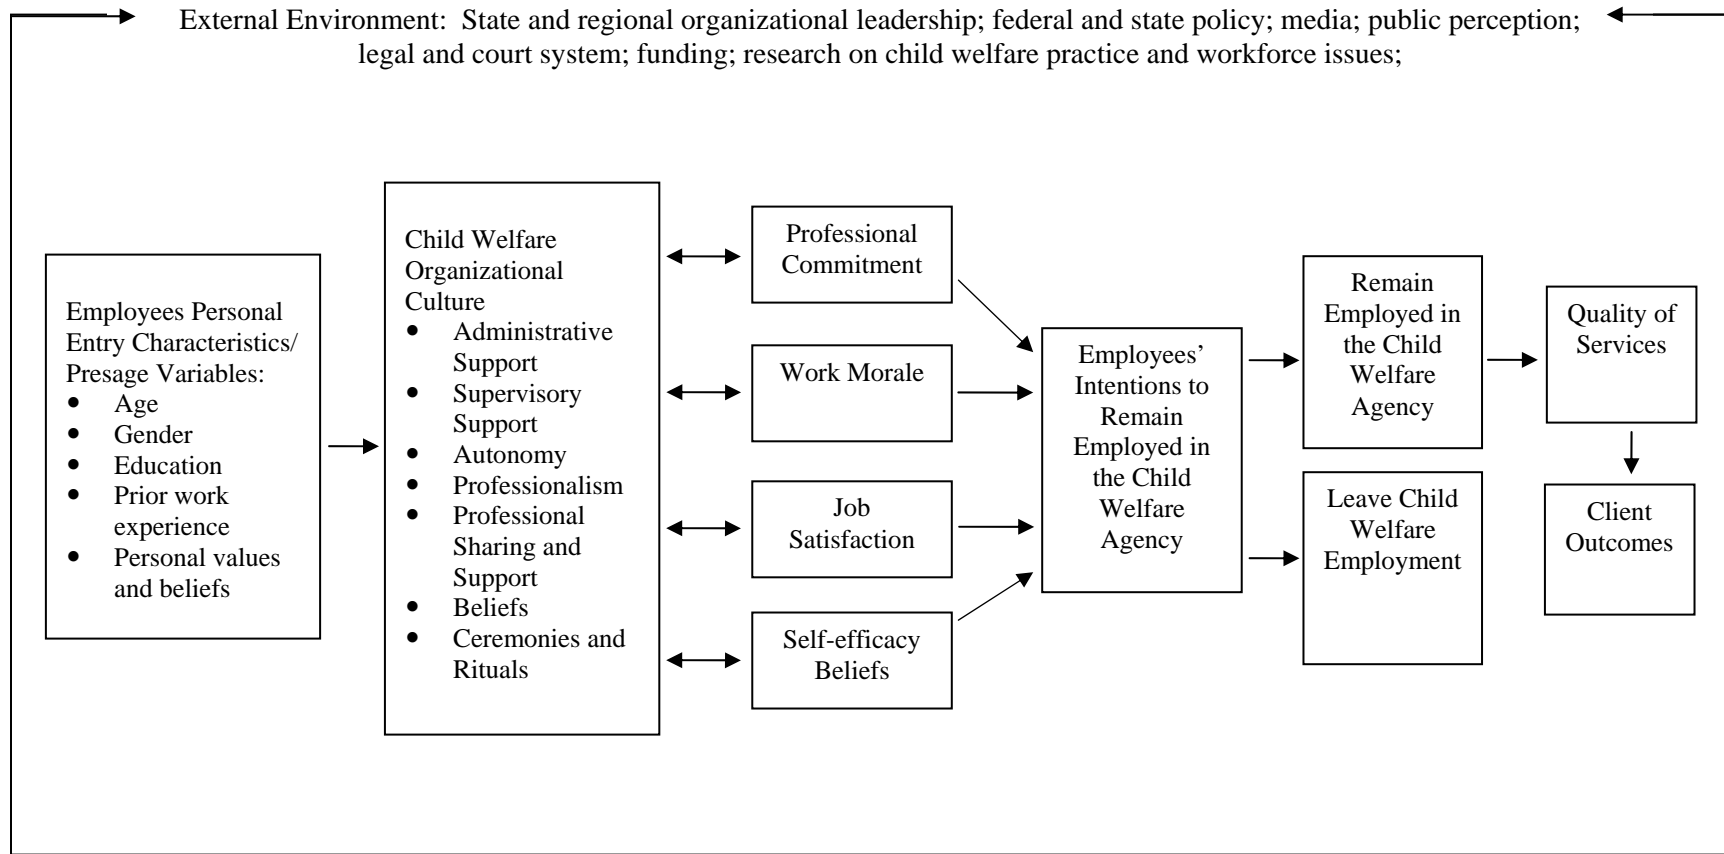 External Environment: State and regional organizational leadership; federal and state policy; media; public perception;
legal and court system; funding; research on child welfare practice and workforce issues;
Employees Personal
Entry Characteristics/
Presage Variables:
• Age
• Gender
• Education
• Prior work
experience
• Personal values
and beliefs
Child Welfare
Organizational
Culture
• Administrative
Support
• Supervisory
Support
• Autonomy
• Professionalism
• Professional
Sharing and
Support
• Beliefs
• Ceremonies and
Rituals
Professional
Commitment
Work Morale
Job
Satisfaction
Self-efficacy
Beliefs
Employees’
Intentions to
Remain
Employed in
the Child
Welfare
Agency
Remain
Employed in
the Child
Welfare
Agency
Leave Child
Welfare
Employment
Quality of
Services
Client
Outcomes